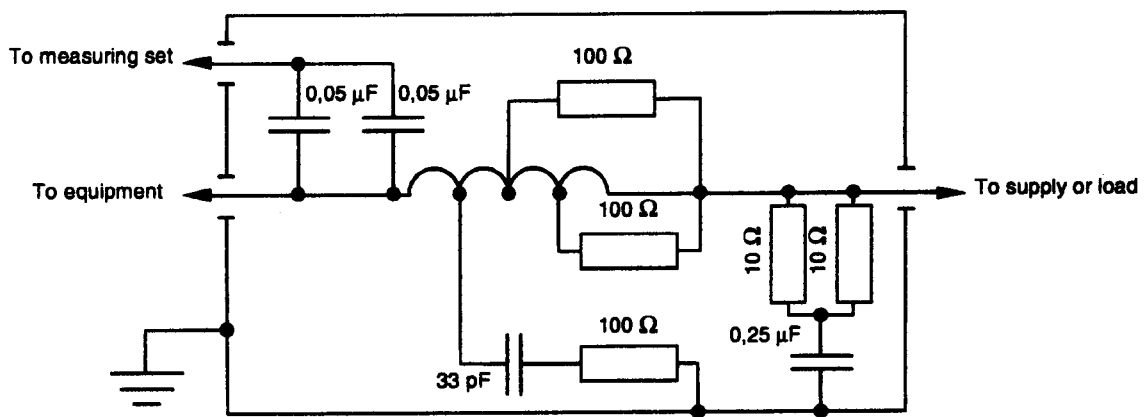 To measuring set
100 Ω
0,05 µF
0,05 µF
To equipment
To supply or load
100 Ω
10 Ω
10 Ω
100 Ω
0,25 µF
33 pF